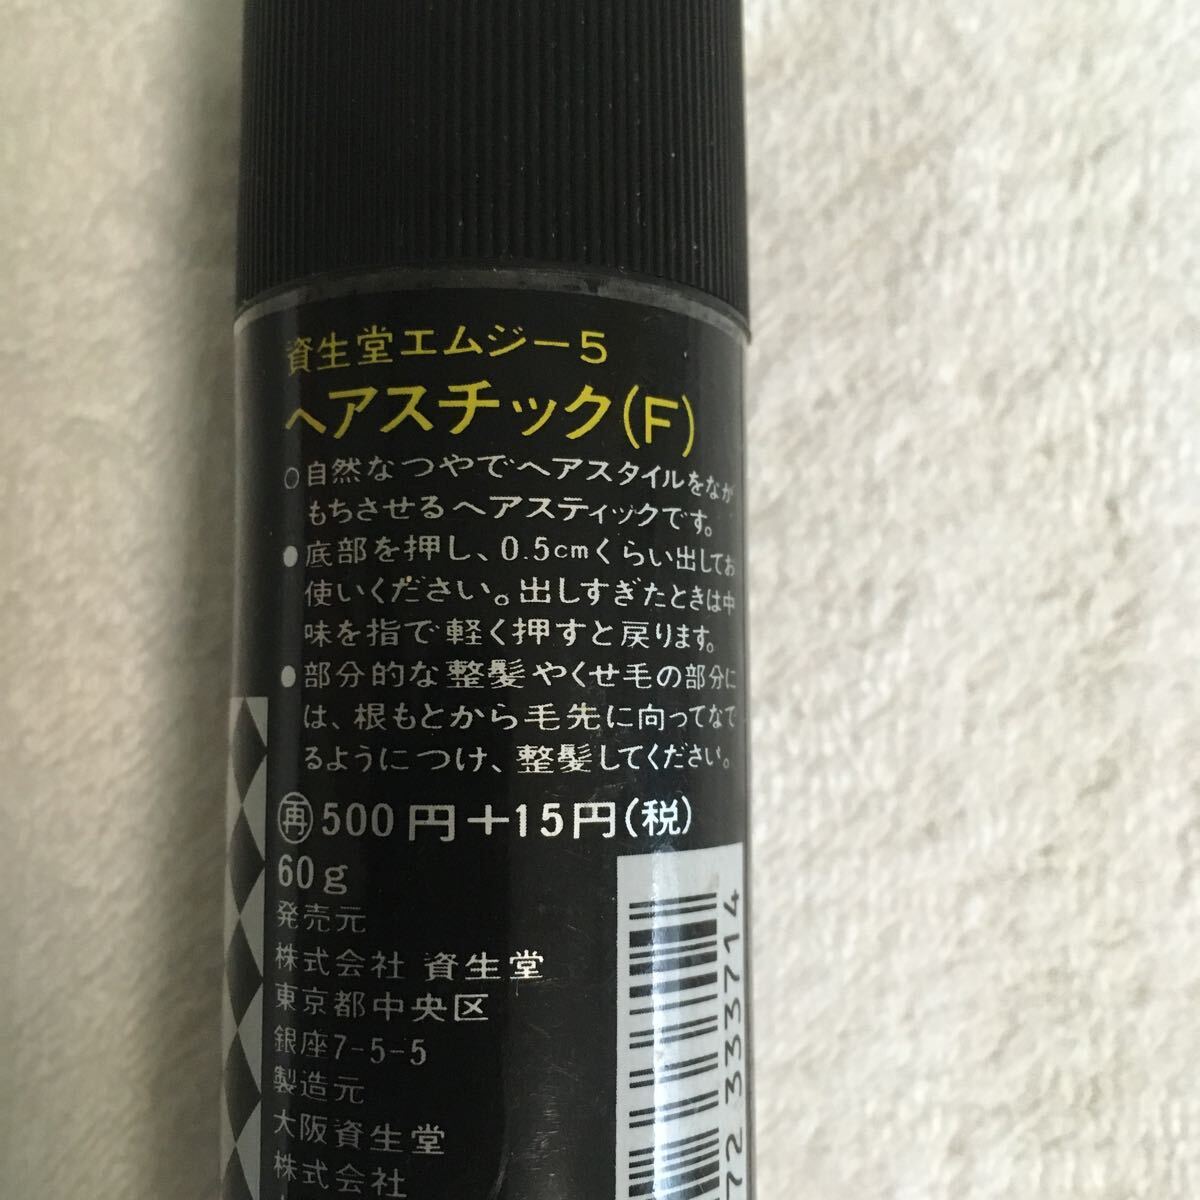 資生堂エムジー5
ヘアスチック(F)
○自然なつやでヘアスタイルをなが
もちさせるヘアスティックです。
●底部を押し、0.5cmくらい出してお
使いください。出しすぎたときは中
味を指で軽く押すと戻ります。
●部分的な整髪やくせ毛の部分に
は、根もとから毛先に向ってなで
るようにつけ、整髪してください。
㊢500円+15円(税)
60g
発売元
株式会社 資生堂
東京都中央区
銀座7-5-5
製造元
大阪資生堂
株式会社
72 333714